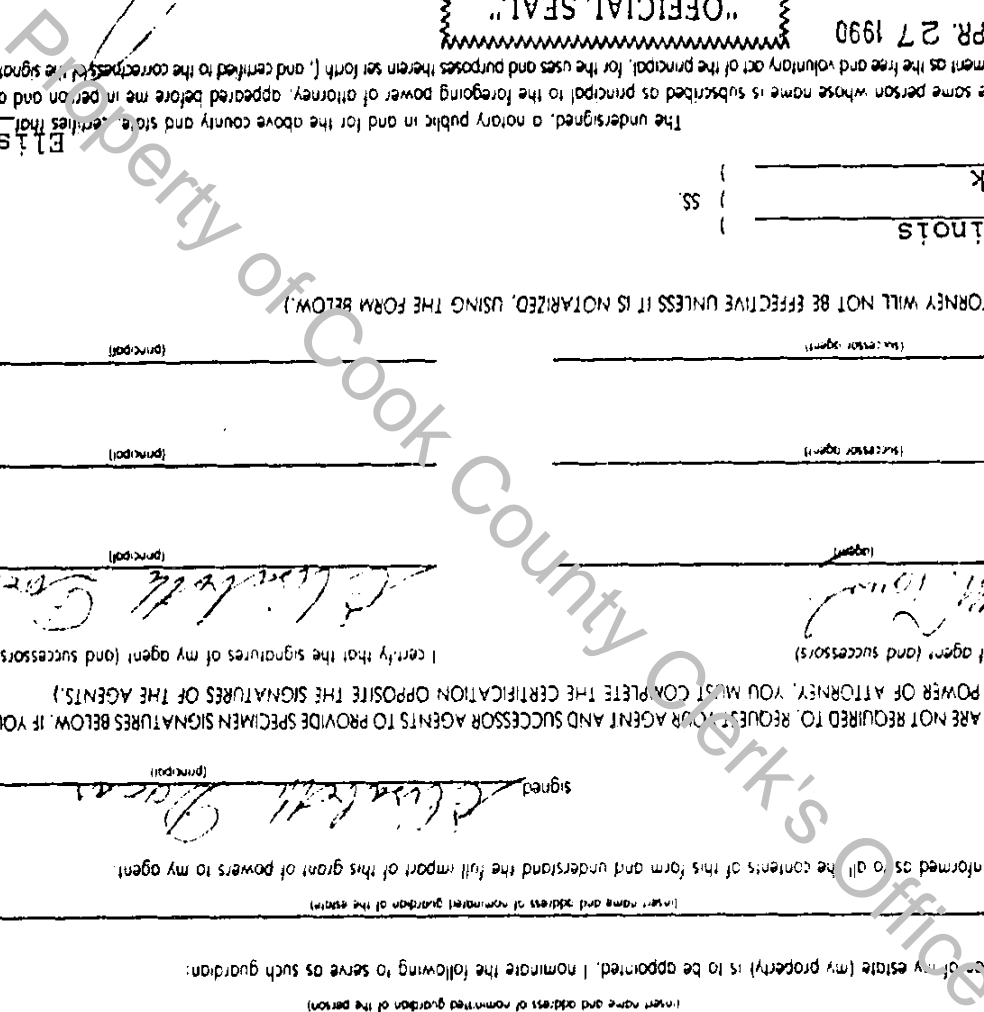 (insert name and address of nominated guardian of the person)
of my estate (my property) is to be appointed, I nominate the following to serve as such guardian:
(insert name and address of nominated guardian of the estate)
nformed as to all the contents of this form and understand the full import of this grant of powers to my agent.
signed Elisabeth
(principal)
ARE NOT REQUIRED TO, REQUEST YOUR AGENT AND SUCCESSOR AGENTS TO PROVIDE SPECIMEN SIGNATURES BELOW. IF YOU
POWER OF ATTORNEY, YOU MUST COMPLETE THE CERTIFICATION OPPOSITE THE SIGNATURES OF THE AGENTS.)
f agent (and successors) I certify that the signatures of my agent (and successors
Elisabeth
(agent) (principal)
(successor agent) (principal)
(successor agent) (principal)
TORNEY WILL NOT BE EFFECTIVE UNLESS IT IS NOTARIZED, USING THE FORM BELOW.)
inois )
) SS.
k )
The undersigned, a notary public in and for the above county and state, certifies that Elis
e same person whose name is subscribed as principal to the foregoing power of attorney, appeared before me in person and a
ment as the free and voluntary act of the principal, for the uses and purposes therein set forth (, and certified to the correctness of the signat
PR. 27 1990 "OFFICIAL SEAL"
Property of Cook County Clerk's Office